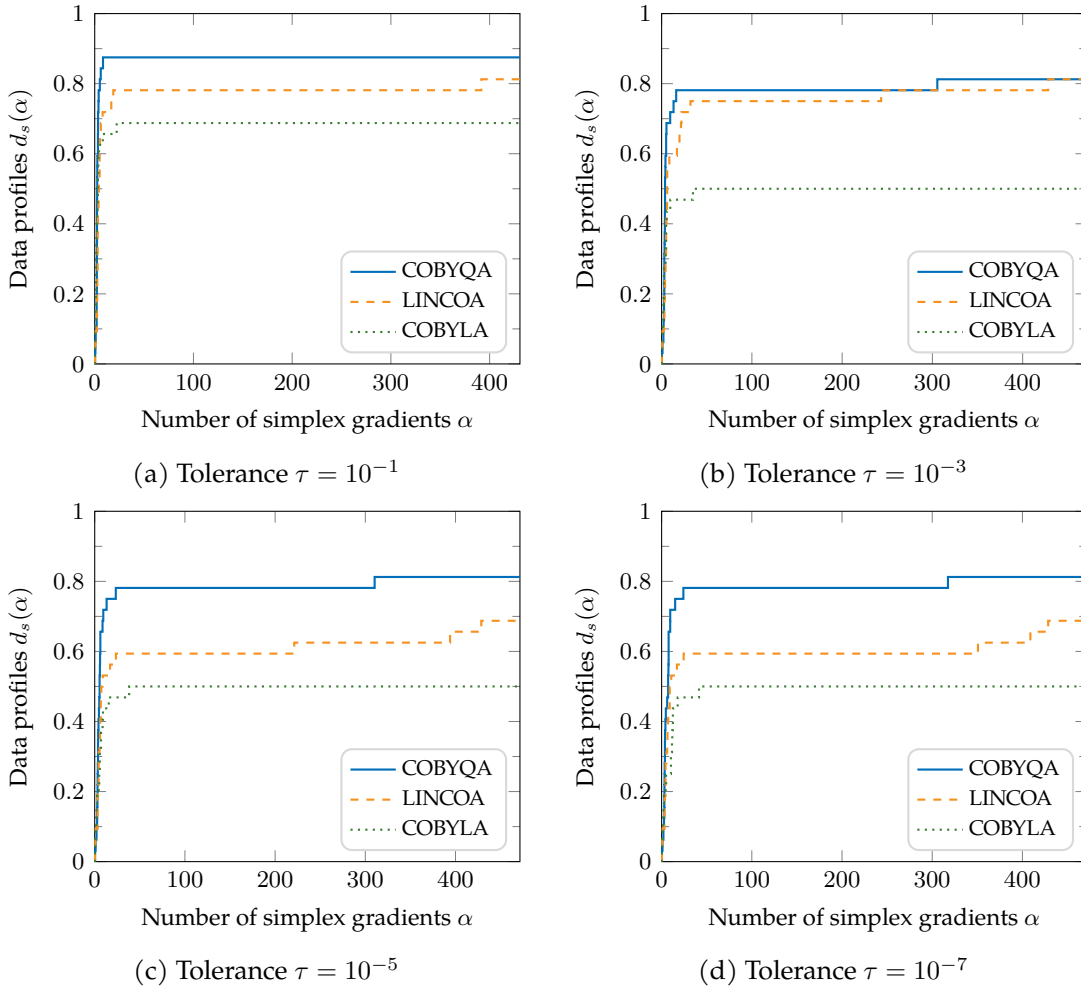 1
0.8
0.6
0.4
0.2
0
Data profiles d_s(α)
0 100 200 300 400
Number of simplex gradients α
COBYQA
LINCOA
COBYLA
(a) Tolerance τ = 10⁻¹
1
0.8
0.6
0.4
0.2
0
Data profiles d_s(α)
0 100 200 300 400
Number of simplex gradients α
COBYQA
LINCOA
COBYLA
(b) Tolerance τ = 10⁻³
1
0.8
0.6
0.4
0.2
0
Data profiles d_s(α)
0 100 200 300 400
Number of simplex gradients α
COBYQA
LINCOA
COBYLA
(c) Tolerance τ = 10⁻⁵
1
0.8
0.6
0.4
0.2
0
Data profiles d_s(α)
0 100 200 300 400
Number of simplex gradients α
COBYQA
LINCOA
COBYLA
(d) Tolerance τ = 10⁻⁷